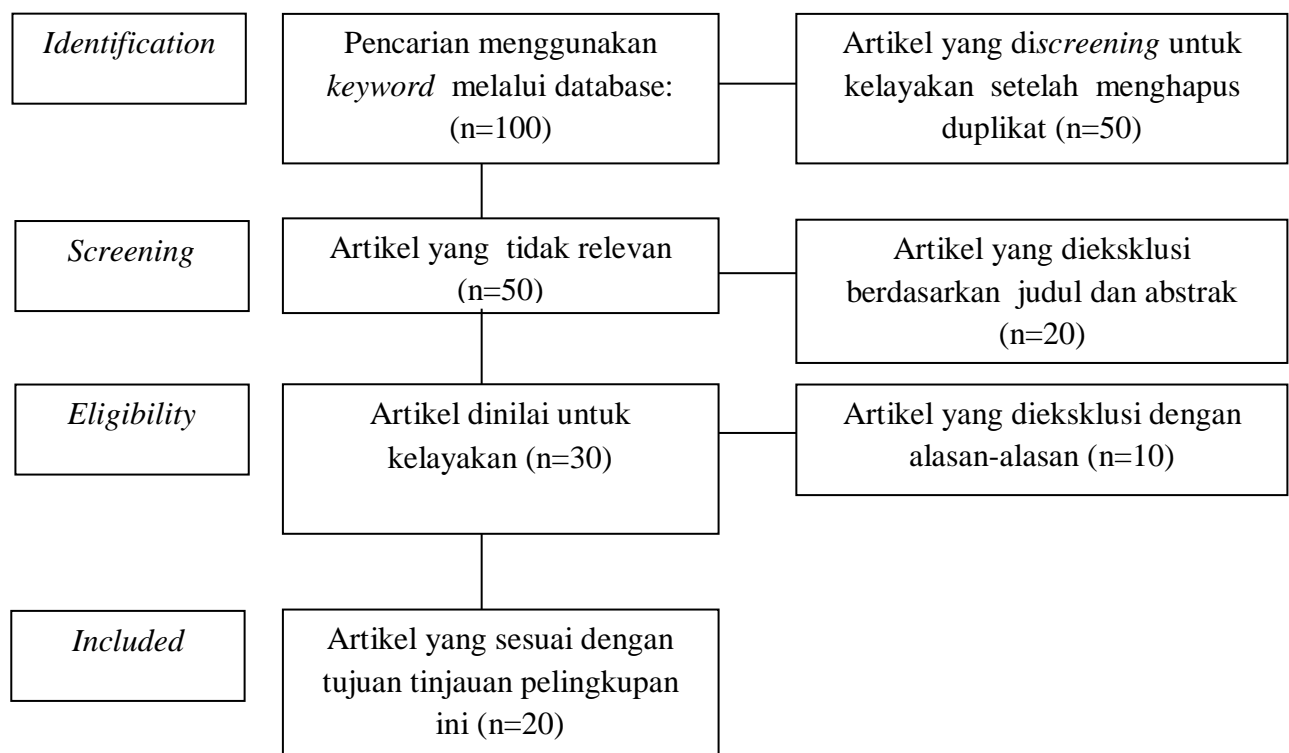 Identification
Pencarian menggunakan
keyword melalui database:
(n=100)
Artikel yang discreening untuk
kelayakan setelah menghapus
duplikat (n=50)
Screening
Artikel yang tidak relevan
(n=50)
Artikel yang dieksklusi
berdasarkan judul dan abstrak
(n=20)
Eligibility
Artikel dinilai untuk
kelayakan (n=30)
Artikel yang dieksklusi dengan
alasan-alasan (n=10)
Included
Artikel yang sesuai dengan
tujuan tinjauan pelingkupan
ini (n=20)